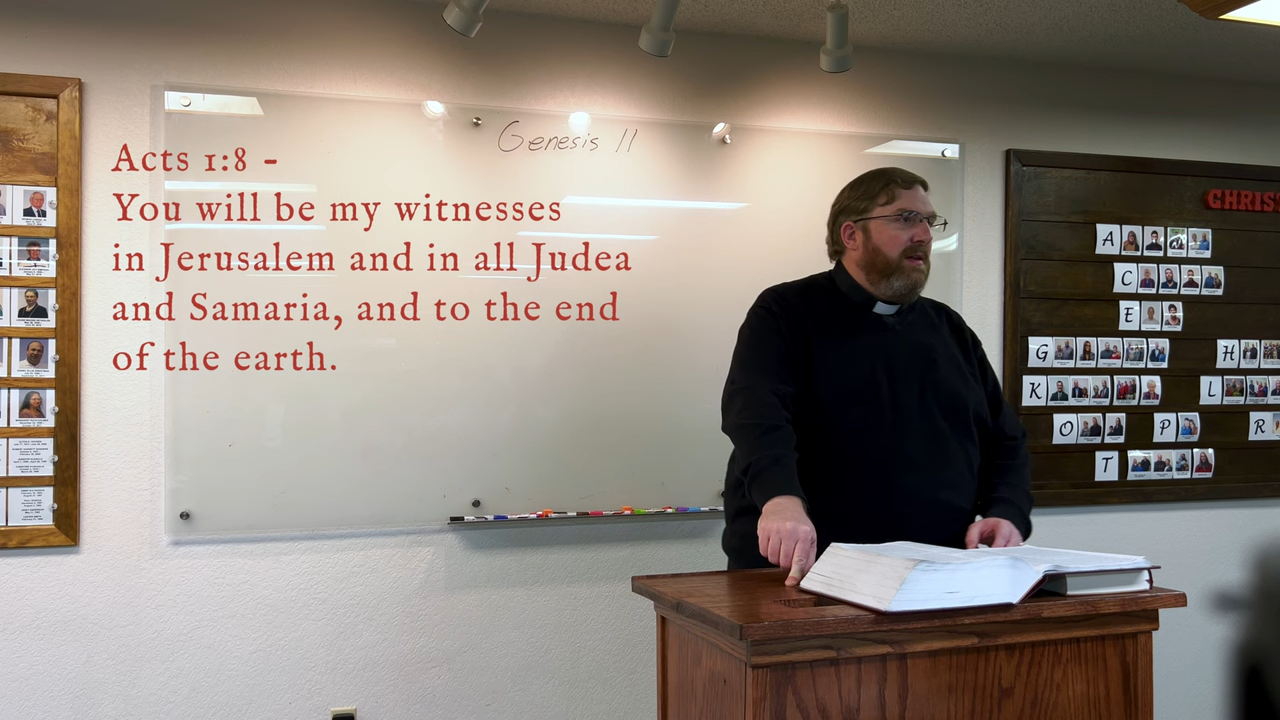 Genesis 11
Acts 1:8 -
You will be my witnesses
in Jerusalem and in all Judea
and Samaria, and to the end
of the earth.
CHRIS
A
C
E
G
H
K
L
O
P
R
T